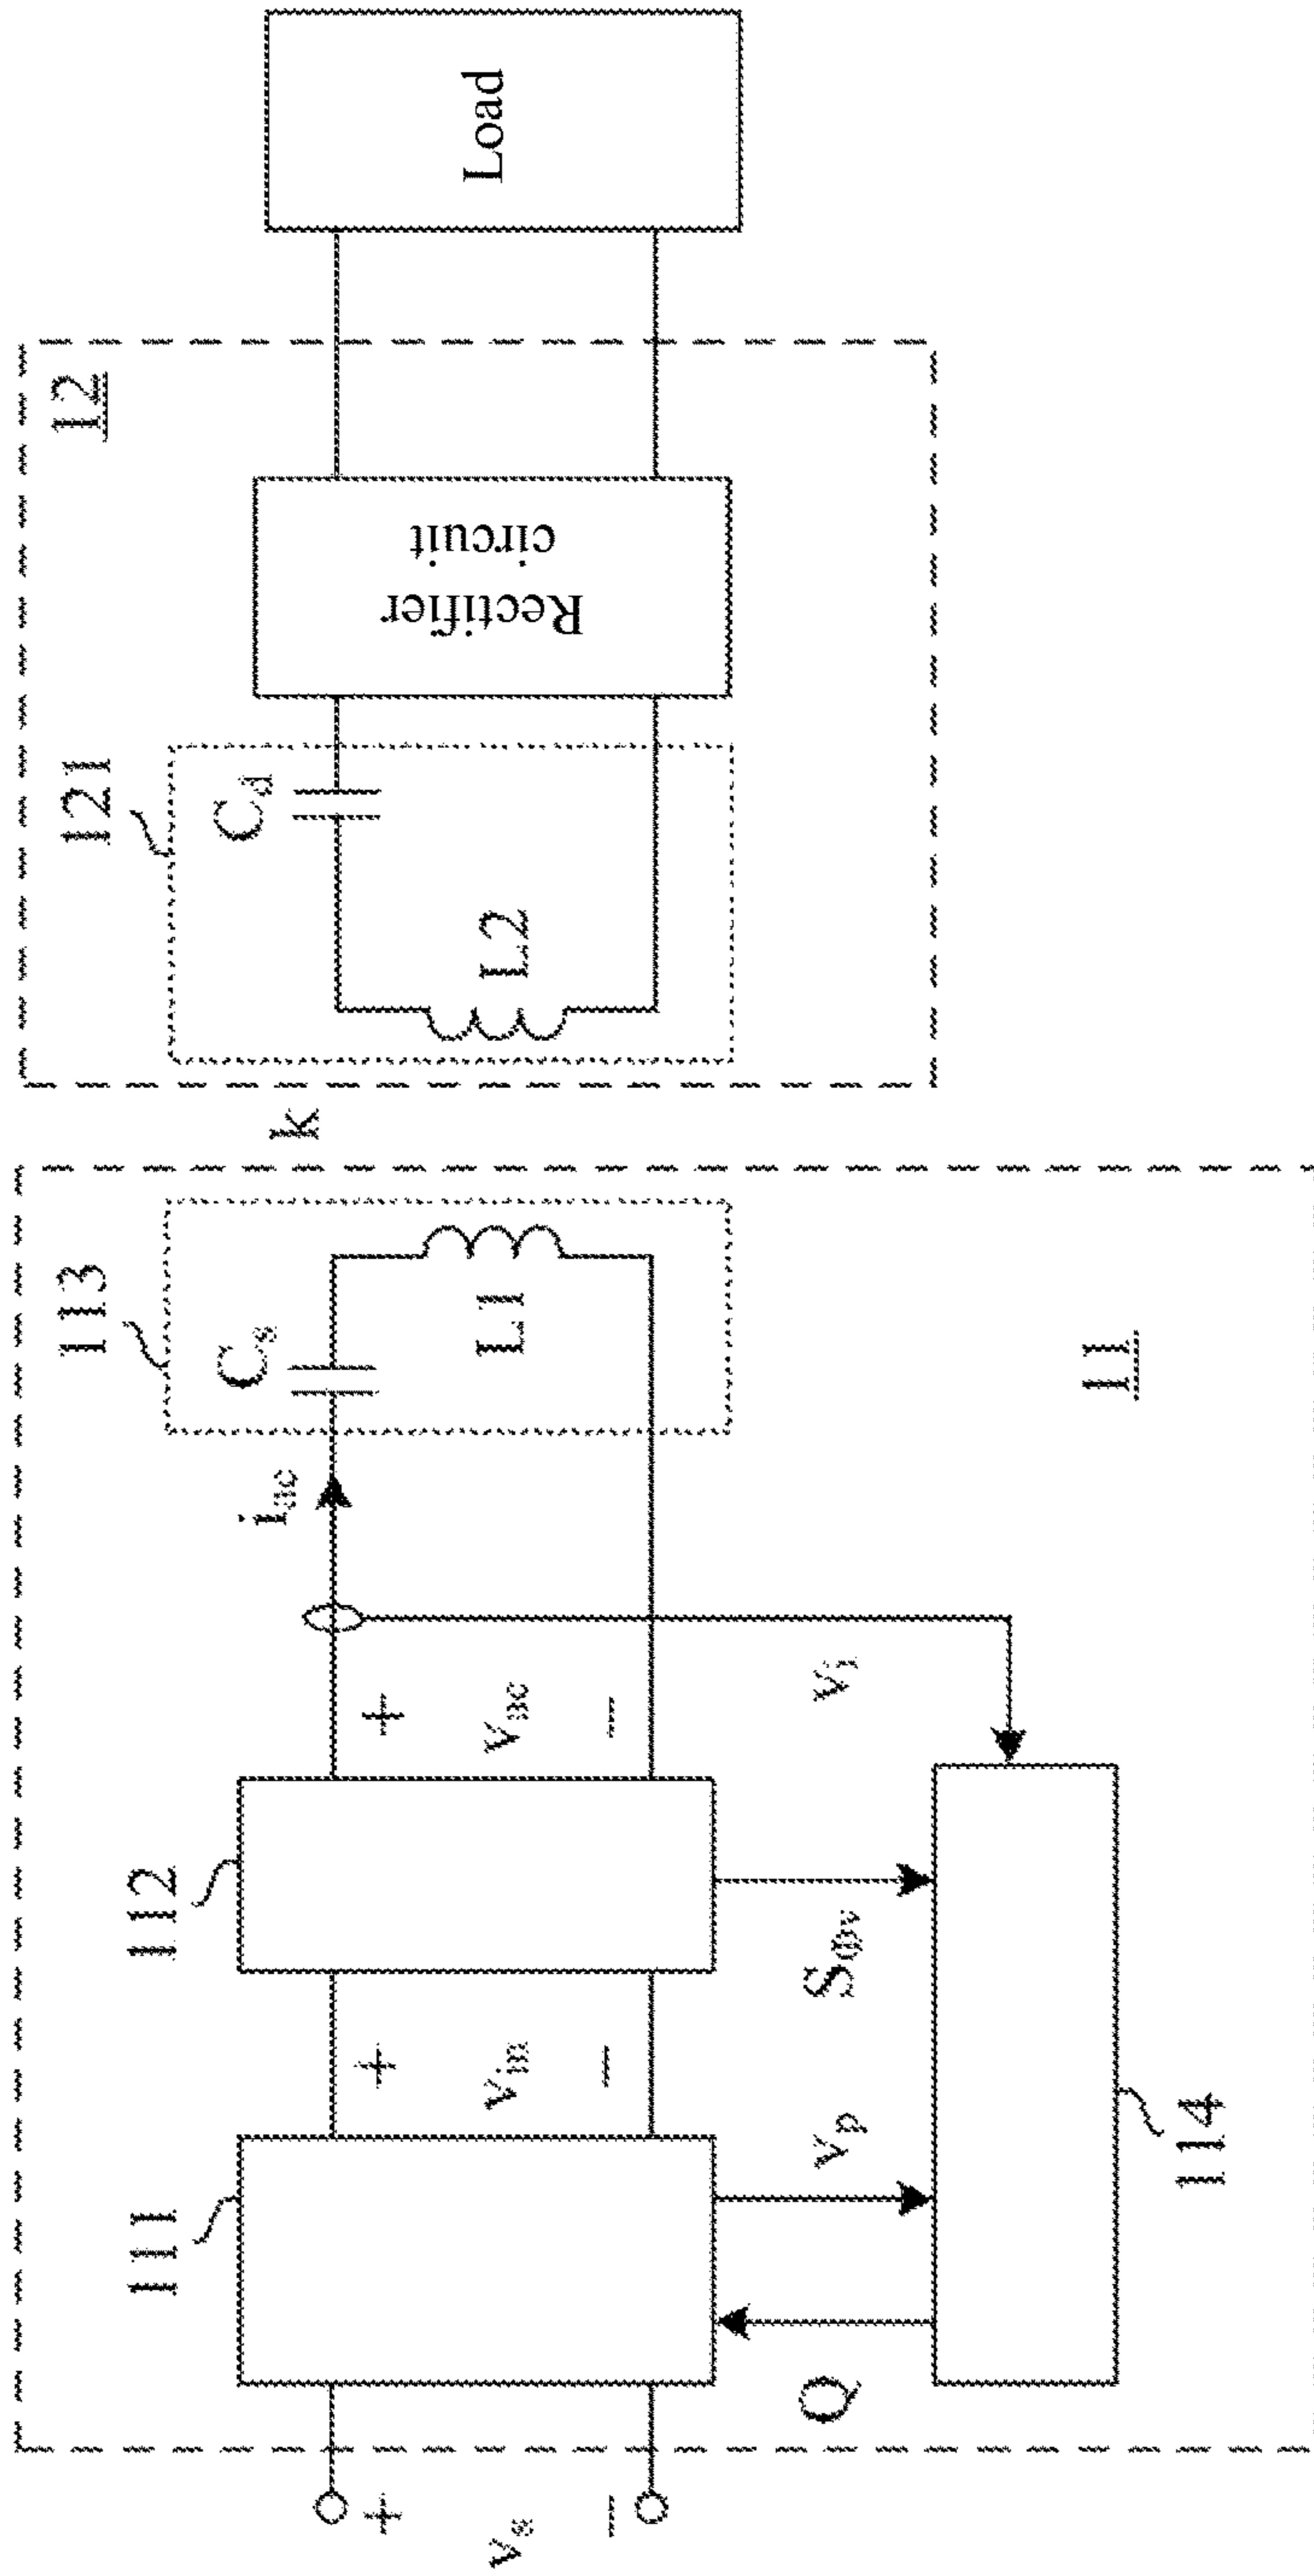 11
111
112
113
114
+
vs
−
+
vin
−
+
vac
−
iac
Cs
L1
Q
vp
SΦv
vi
k
12
121
Cd
L2
Rectifier
circuit
Load